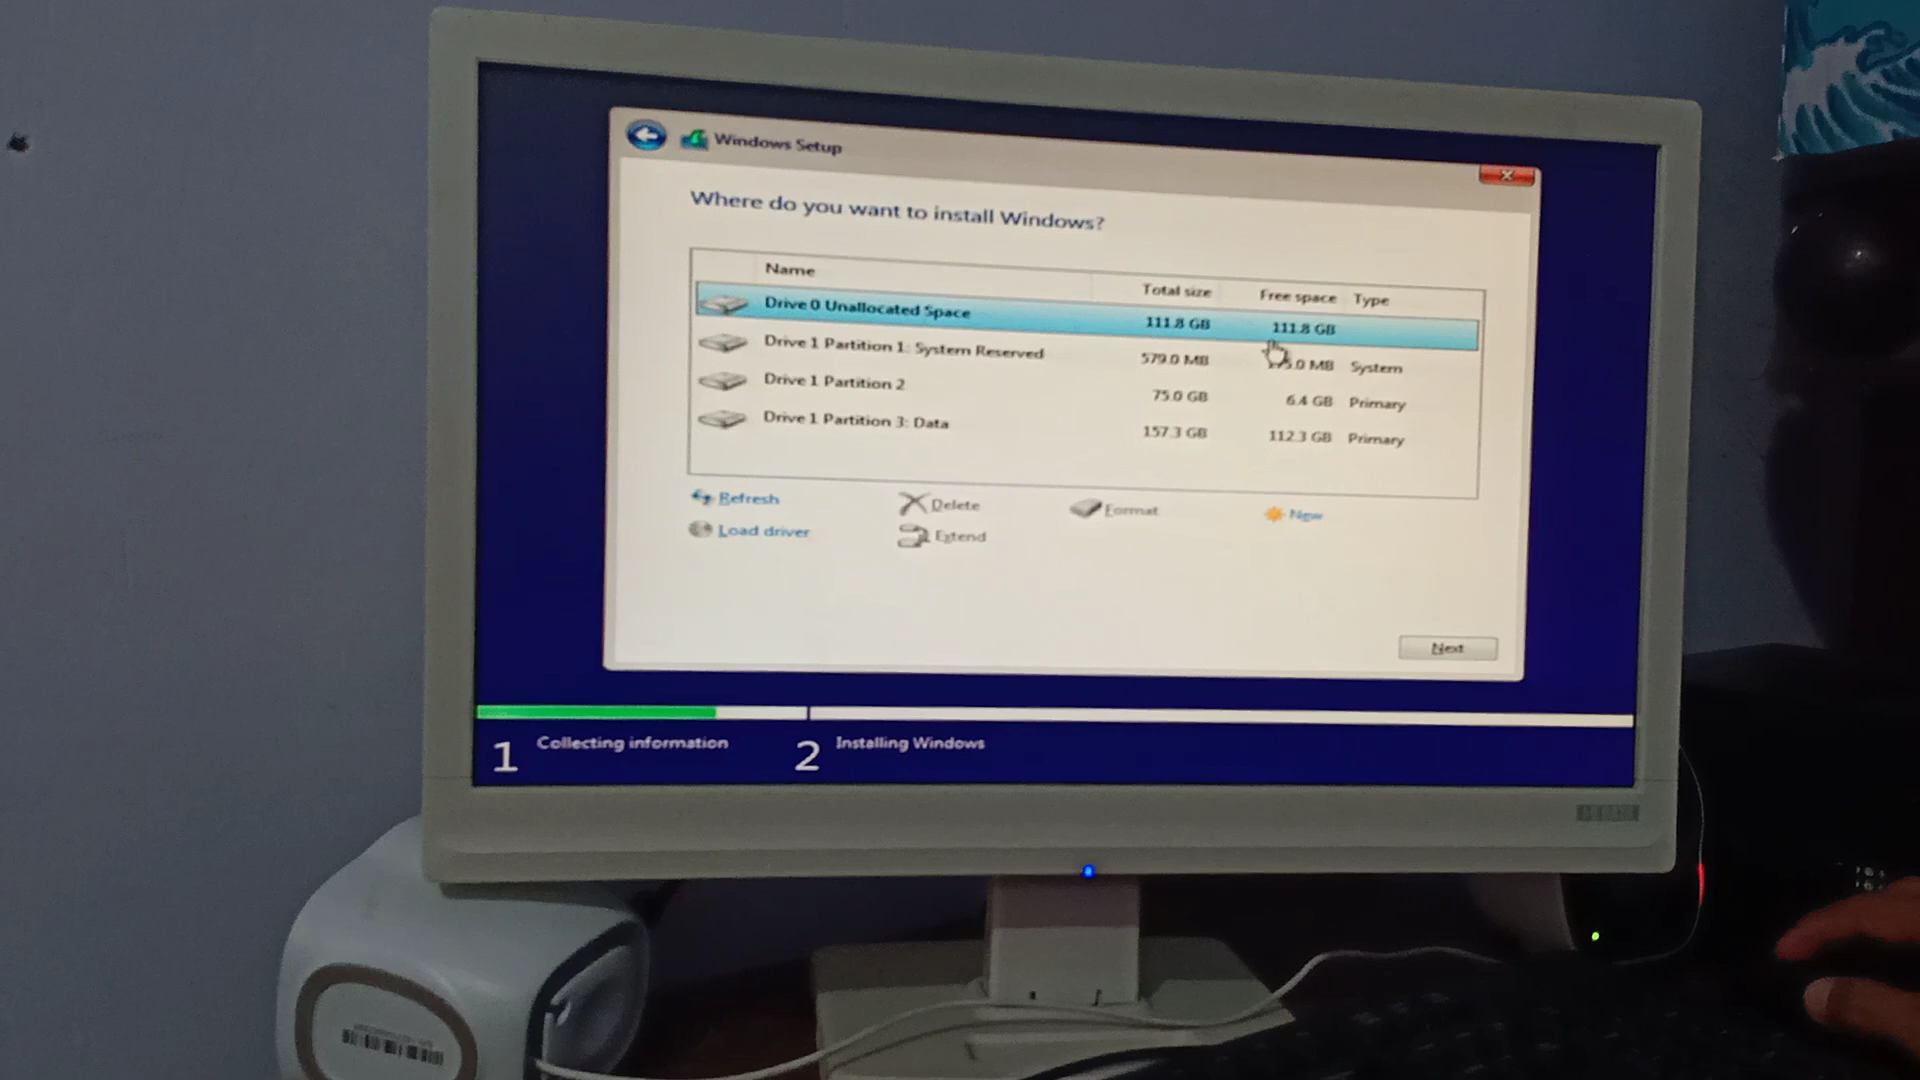 Windows Setup
Where do you want to install Windows?
Name Total size Free space Type
Drive 0 Unallocated Space 111.8 GB 111.8 GB
Drive 1 Partition 1: System Reserved 579.0 MB 5.0 MB System
Drive 1 Partition 2 75.0 GB 6.4 GB Primary
Drive 1 Partition 3: Data 157.3 GB 112.3 GB Primary
Refresh Delete Format New
Load driver Extend
Next
1 Collecting information 2 Installing Windows